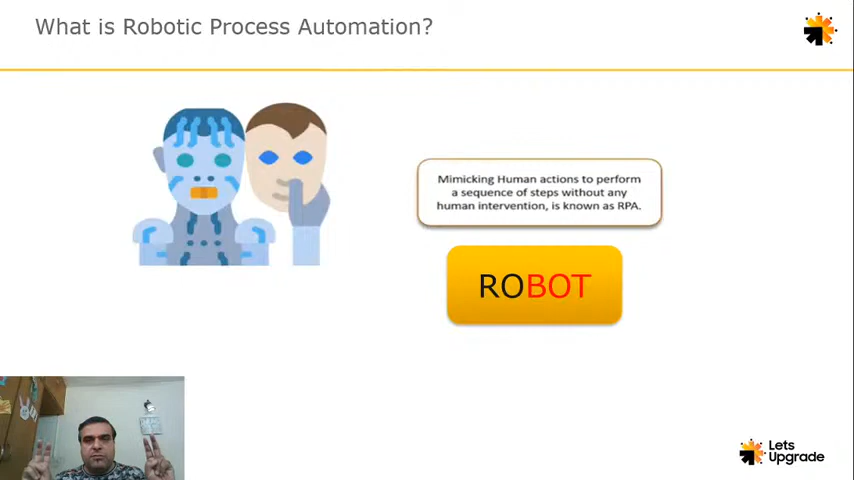 What is Robotic Process Automation?
Mimicking Human actions to perform
a sequence of steps without any
human intervention, is known as RPA.
ROBOT
Lets
Upgrade